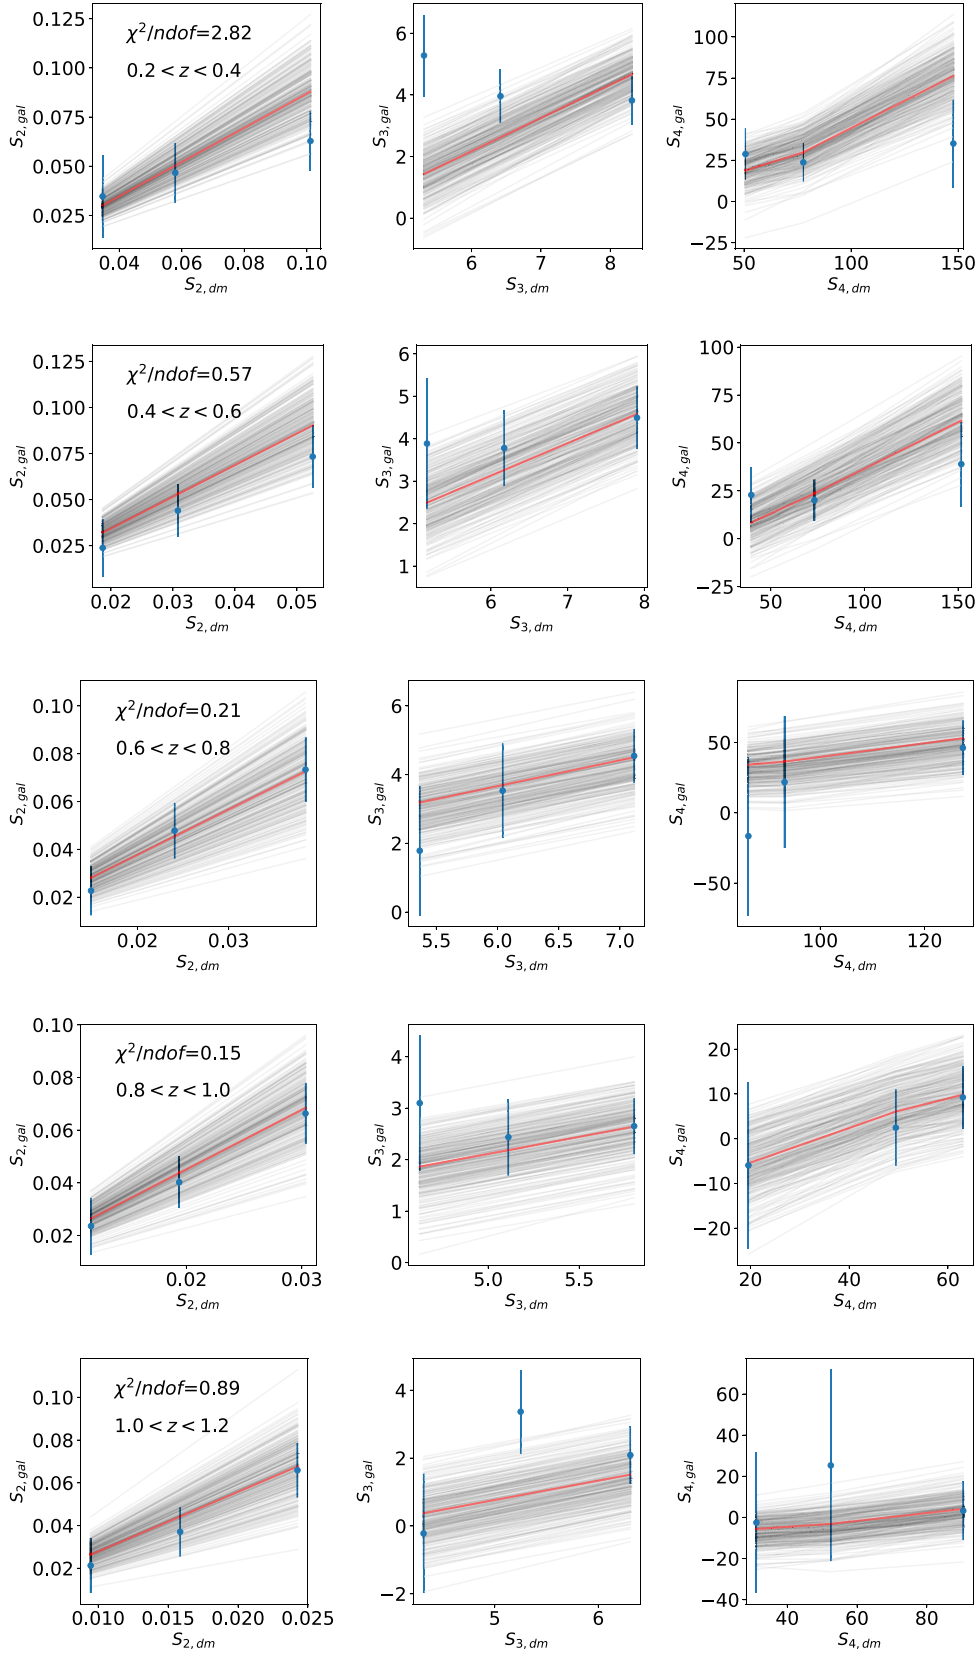 0.125
0.100
0.075
0.050
0.025
S2,gal
χ²/ndof=2.82
0.2 < z < 0.4
0.04 0.06 0.08 0.10
S2,dm
6
4
2
0
S3,gal
6 7 8
S3,dm
100
75
50
25
0
−25
S4,gal
50 100 150
S4,dm
0.125
0.100
0.075
0.050
0.025
S2,gal
χ²/ndof=0.57
0.4 < z < 0.6
0.02 0.03 0.04 0.05
S2,dm
6
5
4
3
2
1
S3,gal
6 7 8
S3,dm
100
75
50
25
0
−25
S4,gal
50 100 150
S4,dm
0.10
0.08
0.06
0.04
0.02
S2,gal
χ²/ndof=0.21
0.6 < z < 0.8
0.02 0.03
S2,dm
6
4
2
0
S3,gal
5.5 6.0 6.5 7.0
S3,dm
50
0
−50
S4,gal
100 120
S4,dm
0.10
0.08
0.06
0.04
0.02
S2,gal
χ²/ndof=0.15
0.8 < z < 1.0
0.02 0.03
S2,dm
4
3
2
1
0
S3,gal
5.0 5.5
S3,dm
20
10
0
−10
−20
S4,gal
20 40 60
S4,dm
0.10
0.08
0.06
0.04
0.02
S2,gal
χ²/ndof=0.89
1.0 < z < 1.2
0.010 0.015 0.020 0.025
S2,dm
4
2
0
−2
S3,gal
5 6
S3,dm
60
40
20
0
−20
−40
S4,gal
40 60 80
S4,dm